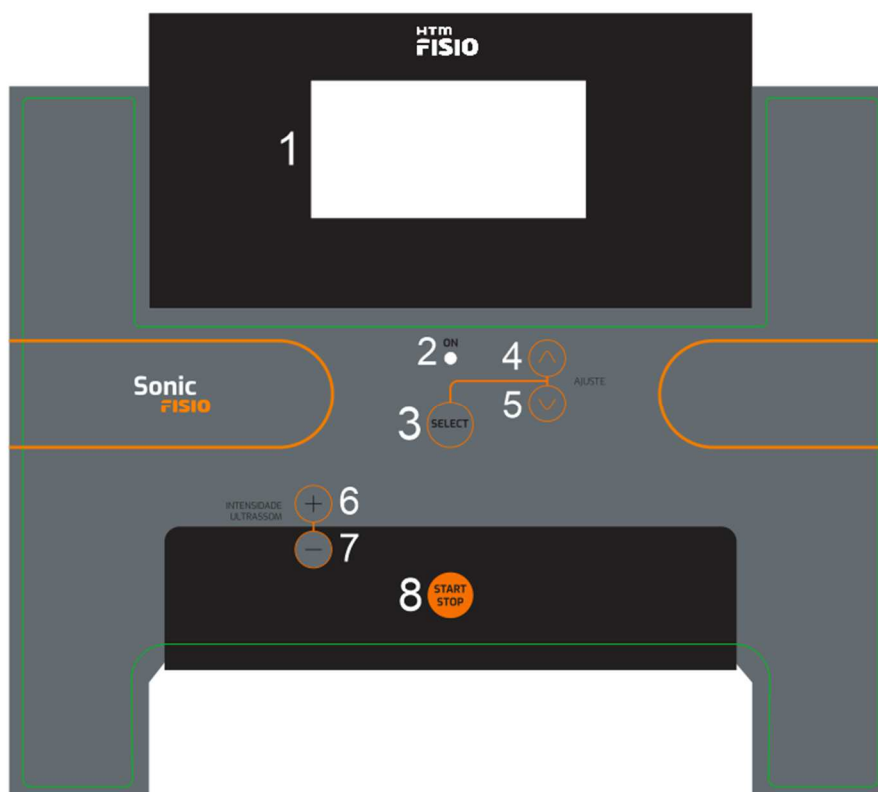 HTM
FISIO
1
2
ON
4
AJUSTE
5
Sonic
FISIO
3
SELECT
INTENSIDADE
ULTRASSOM
+
6
−
7
8
START
STOP